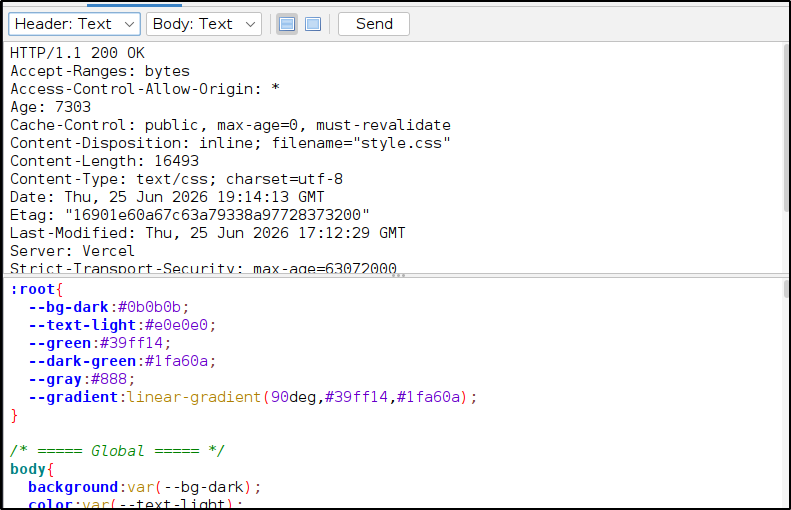 Header: Text Body: Text Send
HTTP/1.1 200 OK
Accept-Ranges: bytes
Access-Control-Allow-Origin: *
Age: 7303
Cache-Control: public, max-age=0, must-revalidate
Content-Disposition: inline; filename="style.css"
Content-Length: 16493
Content-Type: text/css; charset=utf-8
Date: Thu, 25 Jun 2026 19:14:13 GMT
Etag: "16901e60a67c63a79338a97728373200"
Last-Modified: Thu, 25 Jun 2026 17:12:29 GMT
Server: Vercel
Strict-Transport-Security: max-age=63072000
:root{
  --bg-dark:#0b0b0b;
  --text-light:#e0e0e0;
  --green:#39ff14;
  --dark-green:#1fa60a;
  --gray:#888;
  --gradient:linear-gradient(90deg,#39ff14,#1fa60a);
}
/* ===== Global ===== */
body{
  background:var(--bg-dark);
  color:var(--text-light);